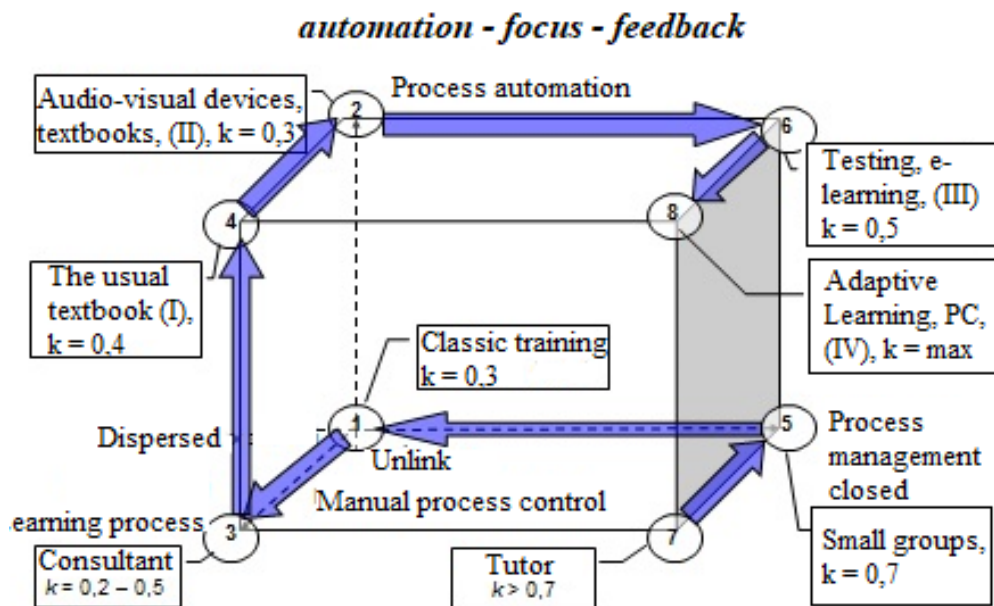 automation - focus - feedback
Audio-visual devices,
textbooks, (II), k = 0,3
2
Process automation
6
Testing, e-
learning, (III)
k = 0,5
4
8
The usual
textbook (I),
k = 0,4
Adaptive
Learning, PC,
(IV), k = max
Classic training
k = 0,3
1
5
Dispersed
Unlink
Process
management
closed
Manual process control
earning process
3
7
Consultant
k = 0,2 – 0,5
Tutor
k > 0,7
Small groups,
k = 0,7